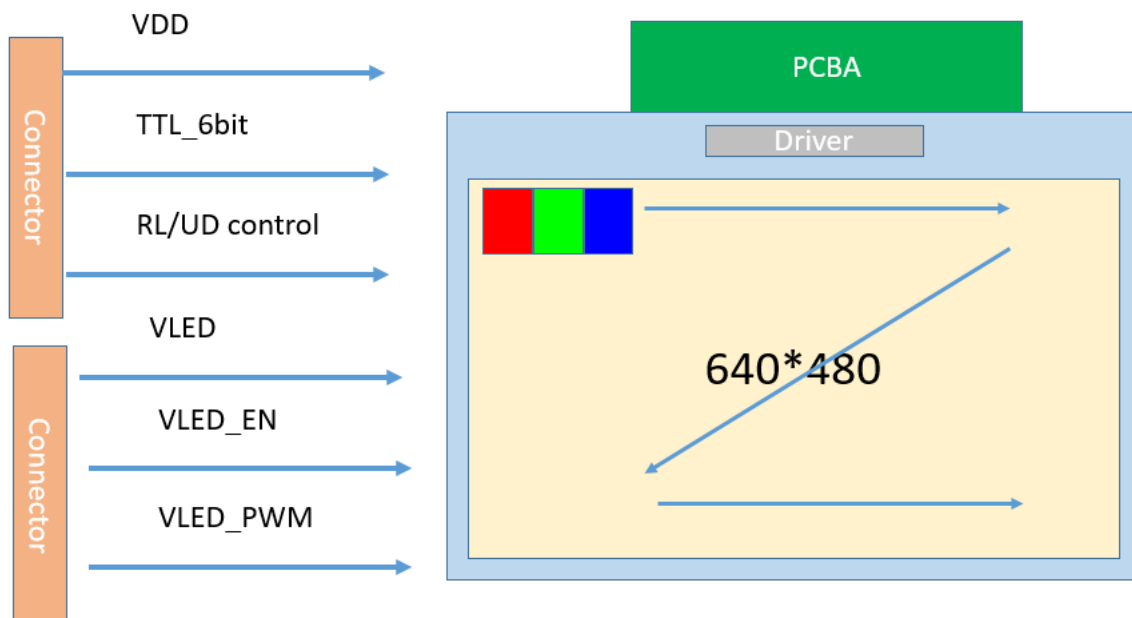 VDD
TTL_6bit
RL/UD control
Connector
VLED
VLED_EN
VLED_PWM
Connector
PCBA
Driver
640*480